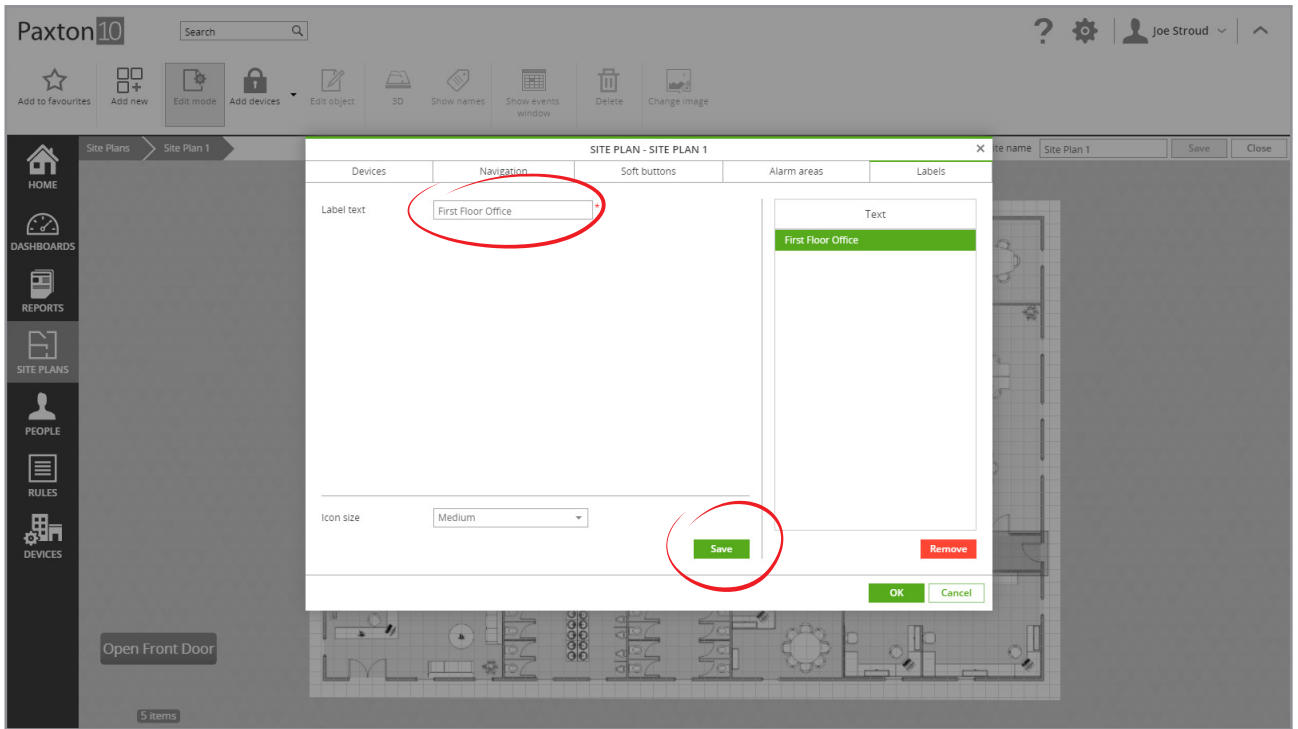 Paxton10
Search
Joe Stroud
Add to favourites
Add new
Edit mode
Add devices
Edit object
3D
Show names
Show events
window
Delete
Change image
HOME
DASHBOARDS
REPORTS
SITE PLANS
PEOPLE
RULES
DEVICES
Site Plans
Site Plan 1
SITE PLAN - SITE PLAN 1
×
te name
Site Plan 1
Save
Close
Devices
Navigation
Soft buttons
Alarm areas
Labels
Label text
First Floor Office
*
Text
First Floor Office
Icon size
Medium
Save
Remove
OK
Cancel
Open Front Door
5 items